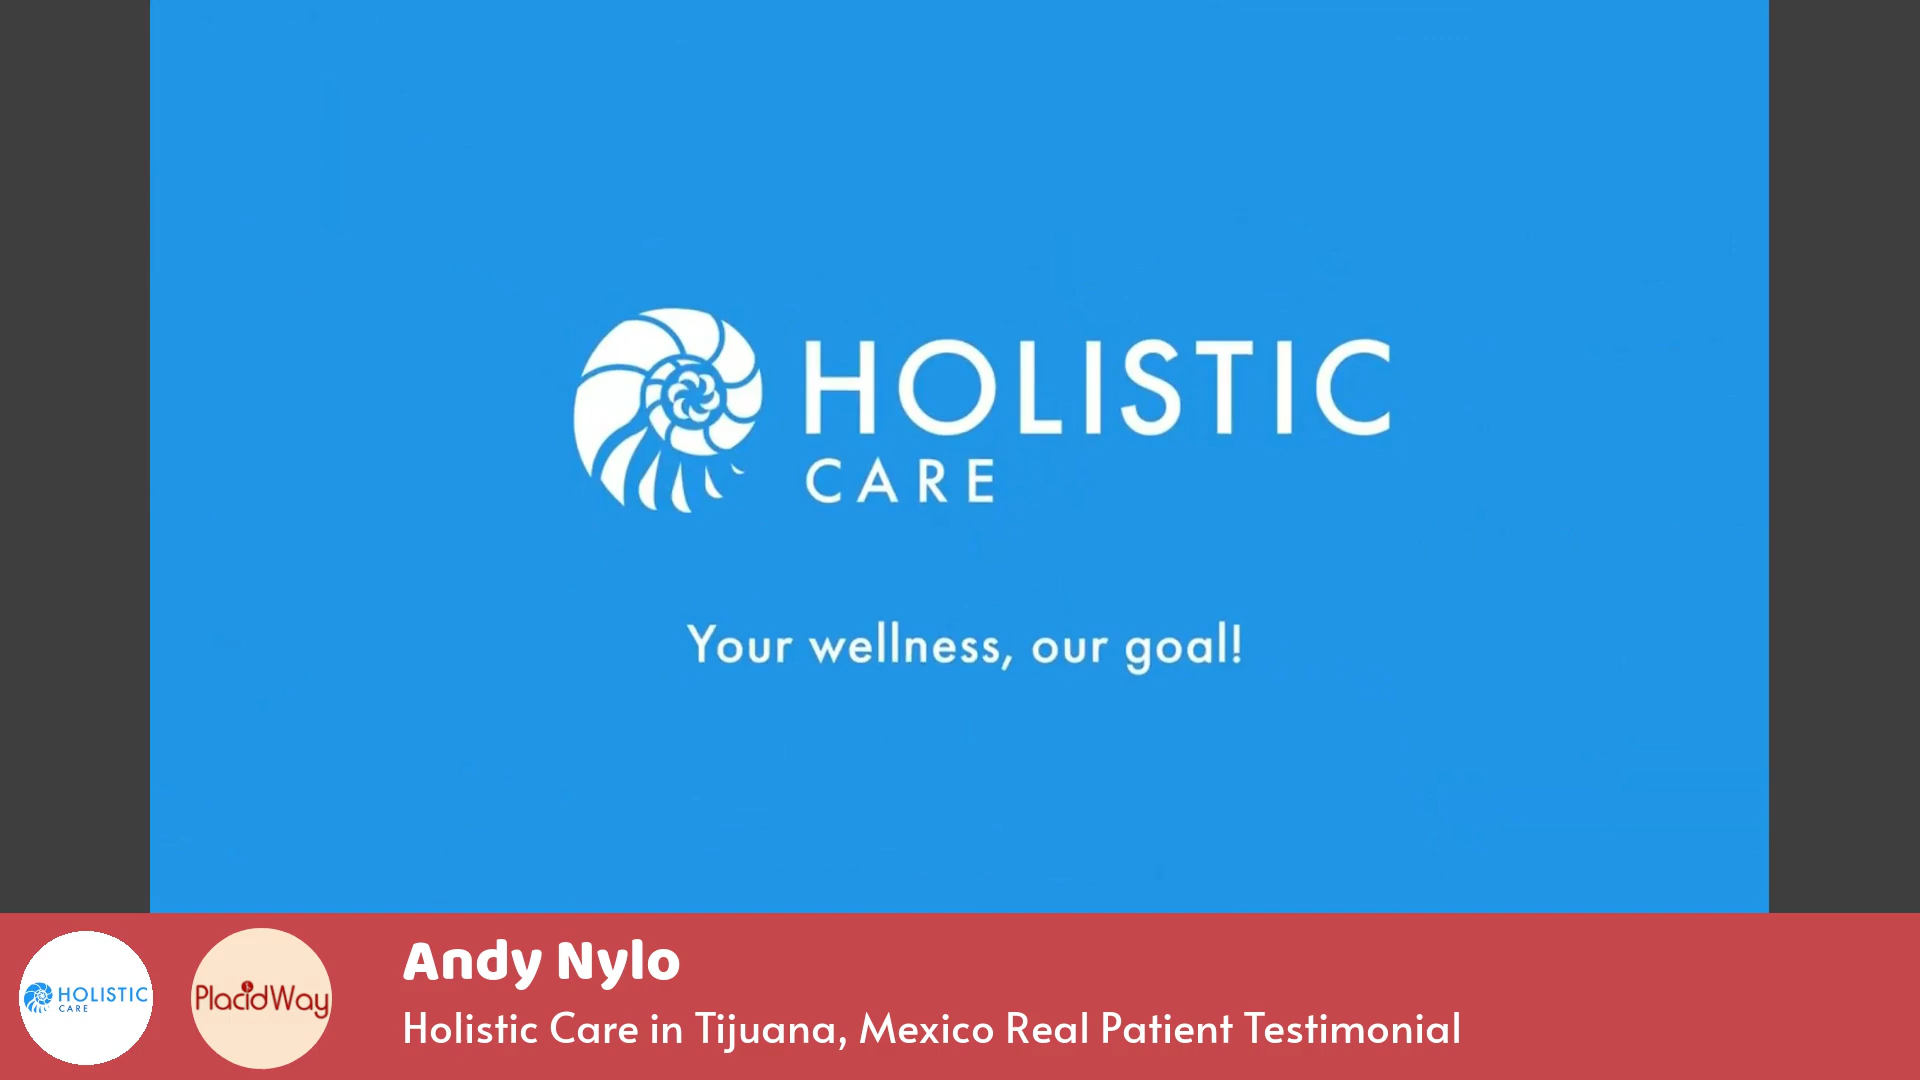 HOLISTIC
CARE
Your wellness, our goal!
HOLISTIC
CARE
PlacidWay
Andy Nylo
Holistic Care in Tijuana, Mexico Real Patient Testimonial